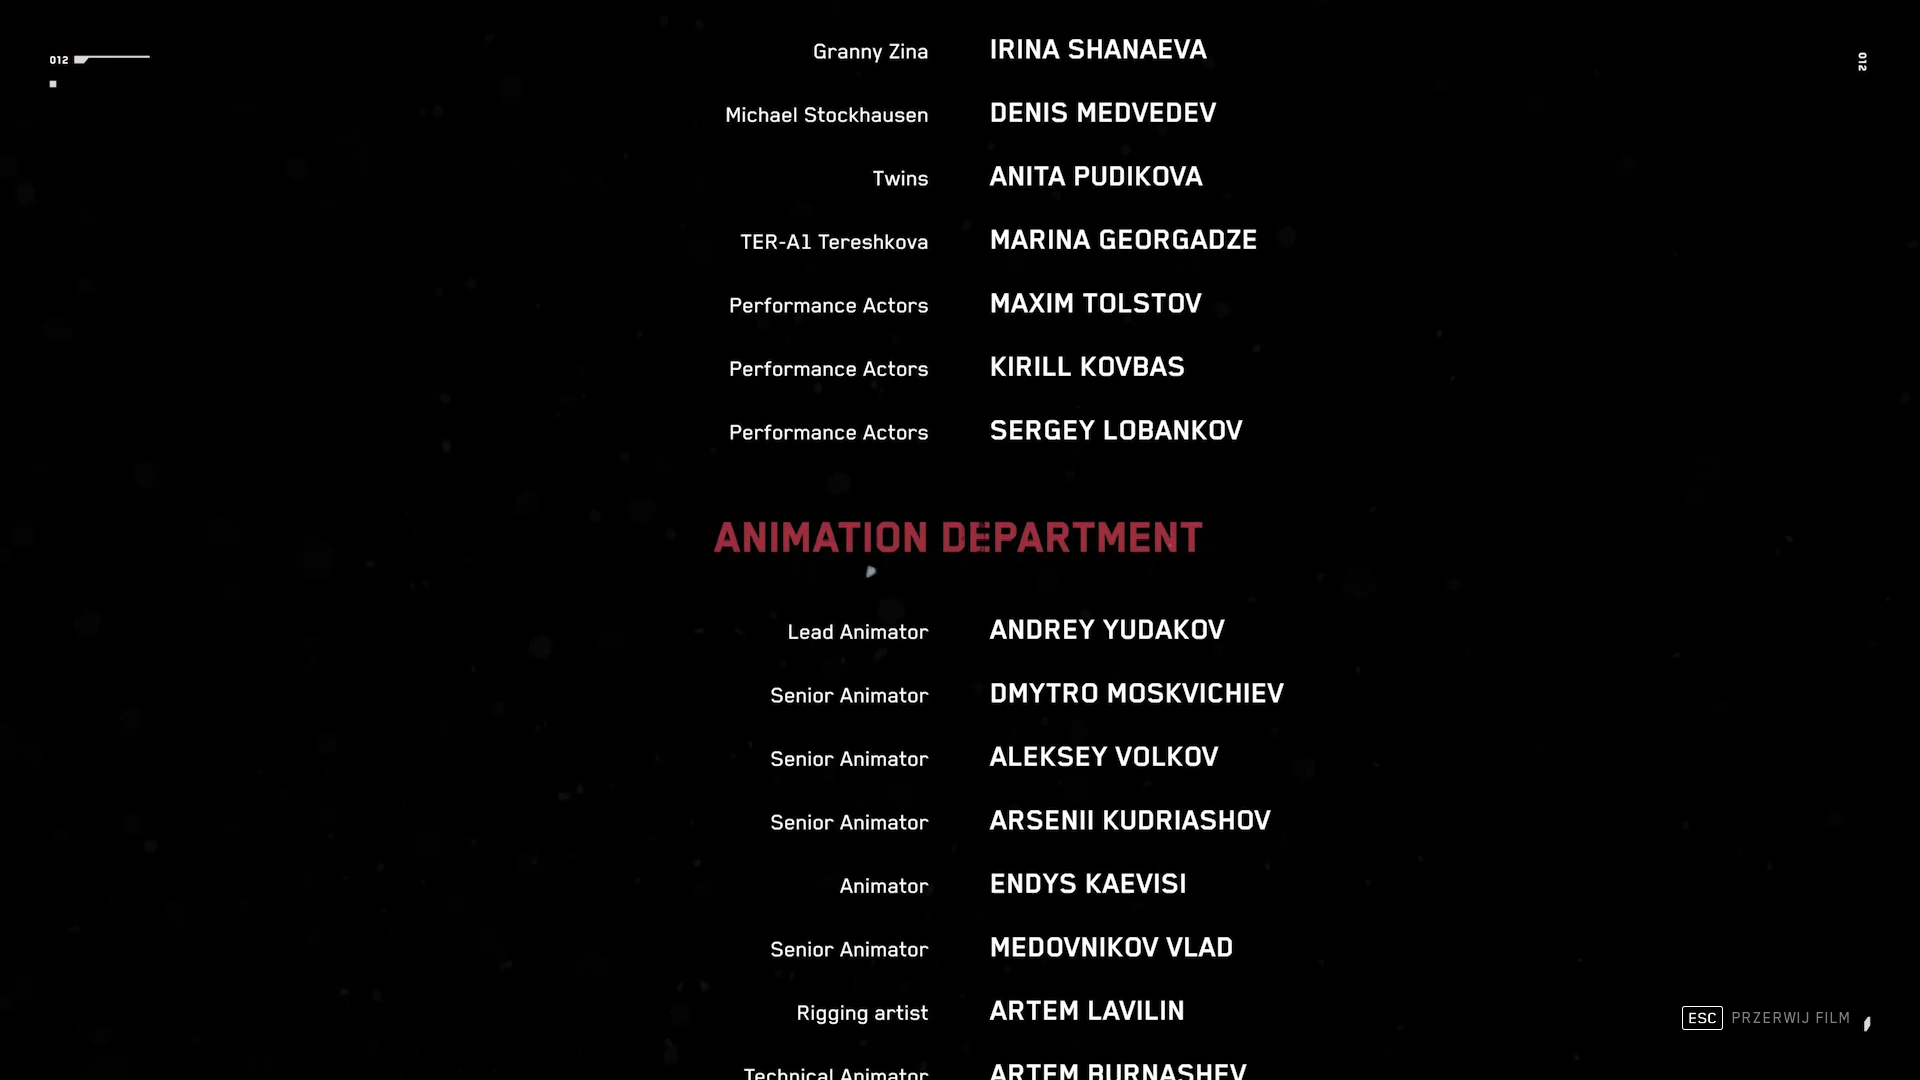 012
012
Granny Zina IRINA SHANAEVA
Michael Stockhausen DENIS MEDVEDEV
Twins ANITA PUDIKOVA
TER-A1 Tereshkova MARINA GEORGADZE
Performance Actors MAXIM TOLSTOV
Performance Actors KIRILL KOVBAS
Performance Actors SERGEY LOBANKOV
ANIMATION DEPARTMENT
Lead Animator ANDREY YUDAKOV
Senior Animator DMYTRO MOSKVICHIEV
Senior Animator ALEKSEY VOLKOV
Senior Animator ARSENII KUDRIASHOV
Animator ENDYS KAEVISI
Senior Animator MEDOVNIKOV VLAD
Rigging artist ARTEM LAVILIN
ESC PRZERWIJ FILM
Technical Animator ARTEM BURNASHEV